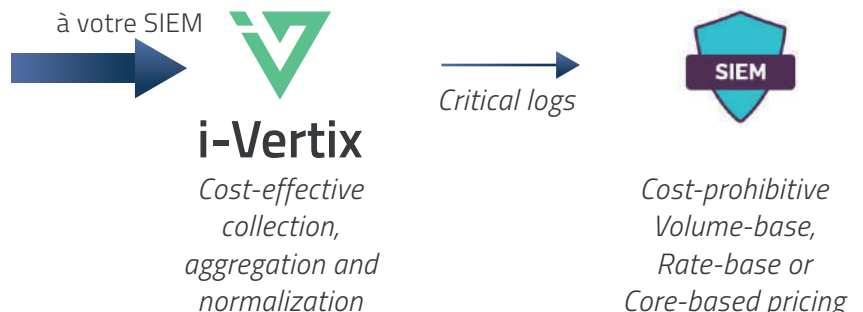 à votre SIEM
SIEM
Critical logs
i-Vertix
Cost-effective
collection,
aggregation and
normalization
Cost-prohibitive
Volume-base,
Rate-base or
Core-based pricing